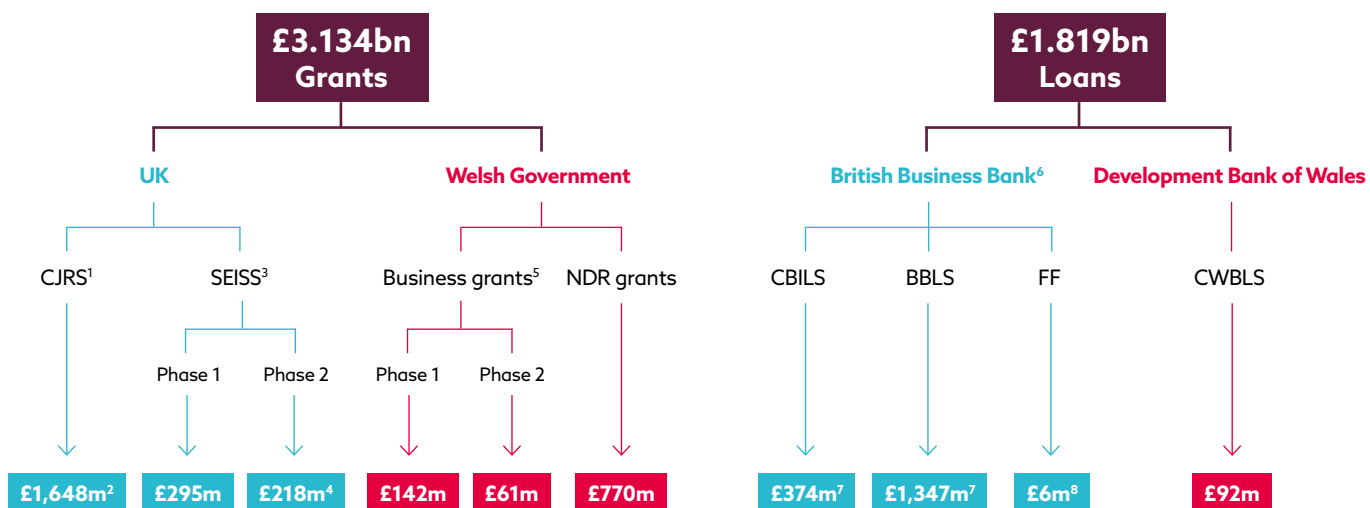 £3.134bn
Grants
£1.819bn
Loans
UK
Welsh Government
British Business Bank⁶
Development Bank of Wales
CJRS¹
SEISS³
Business grants⁵
NDR grants
CBILS
BBLS
FF
CWBLS
Phase 1
Phase 2
Phase 1
Phase 2
£1,648m²
£295m
£218m⁴
£142m
£61m
£770m
£374m⁷
£1,347m⁷
£6m⁸
£92m